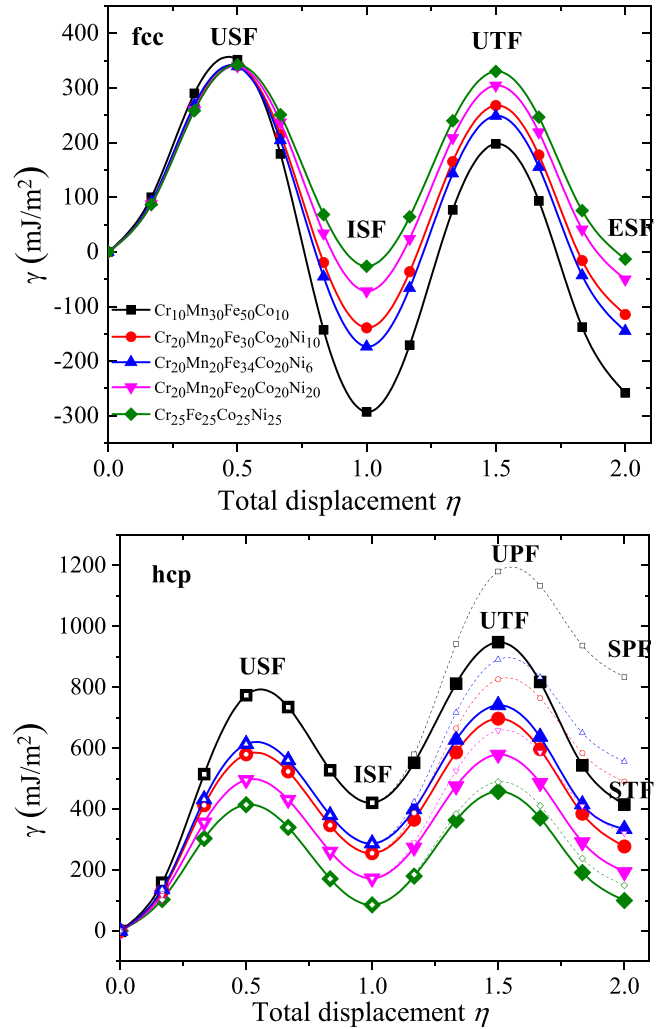 400
fcc
USF
UTF
300
200
100
ISF
ESF
0
γ (mJ/m²)
-100
Cr₁₀Mn₃₀Fe₅₀Co₁₀
Cr₂₀Mn₂₀Fe₃₀Co₂₀Ni₁₀
-200
Cr₂₀Mn₂₀Fe₃₄Co₂₀Ni₆
Cr₂₀Mn₂₀Fe₂₀Co₂₀Ni₂₀
-300
Cr₂₅Fe₂₅Co₂₅Ni₂₅
0.0 0.5 1.0 1.5 2.0
Total displacement η
1200
hcp
UPF
1000
UTF
SPF
800
USF
600
ISF
STF
400
200
0
γ (mJ/m²)
0.0 0.5 1.0 1.5 2.0
Total displacement η